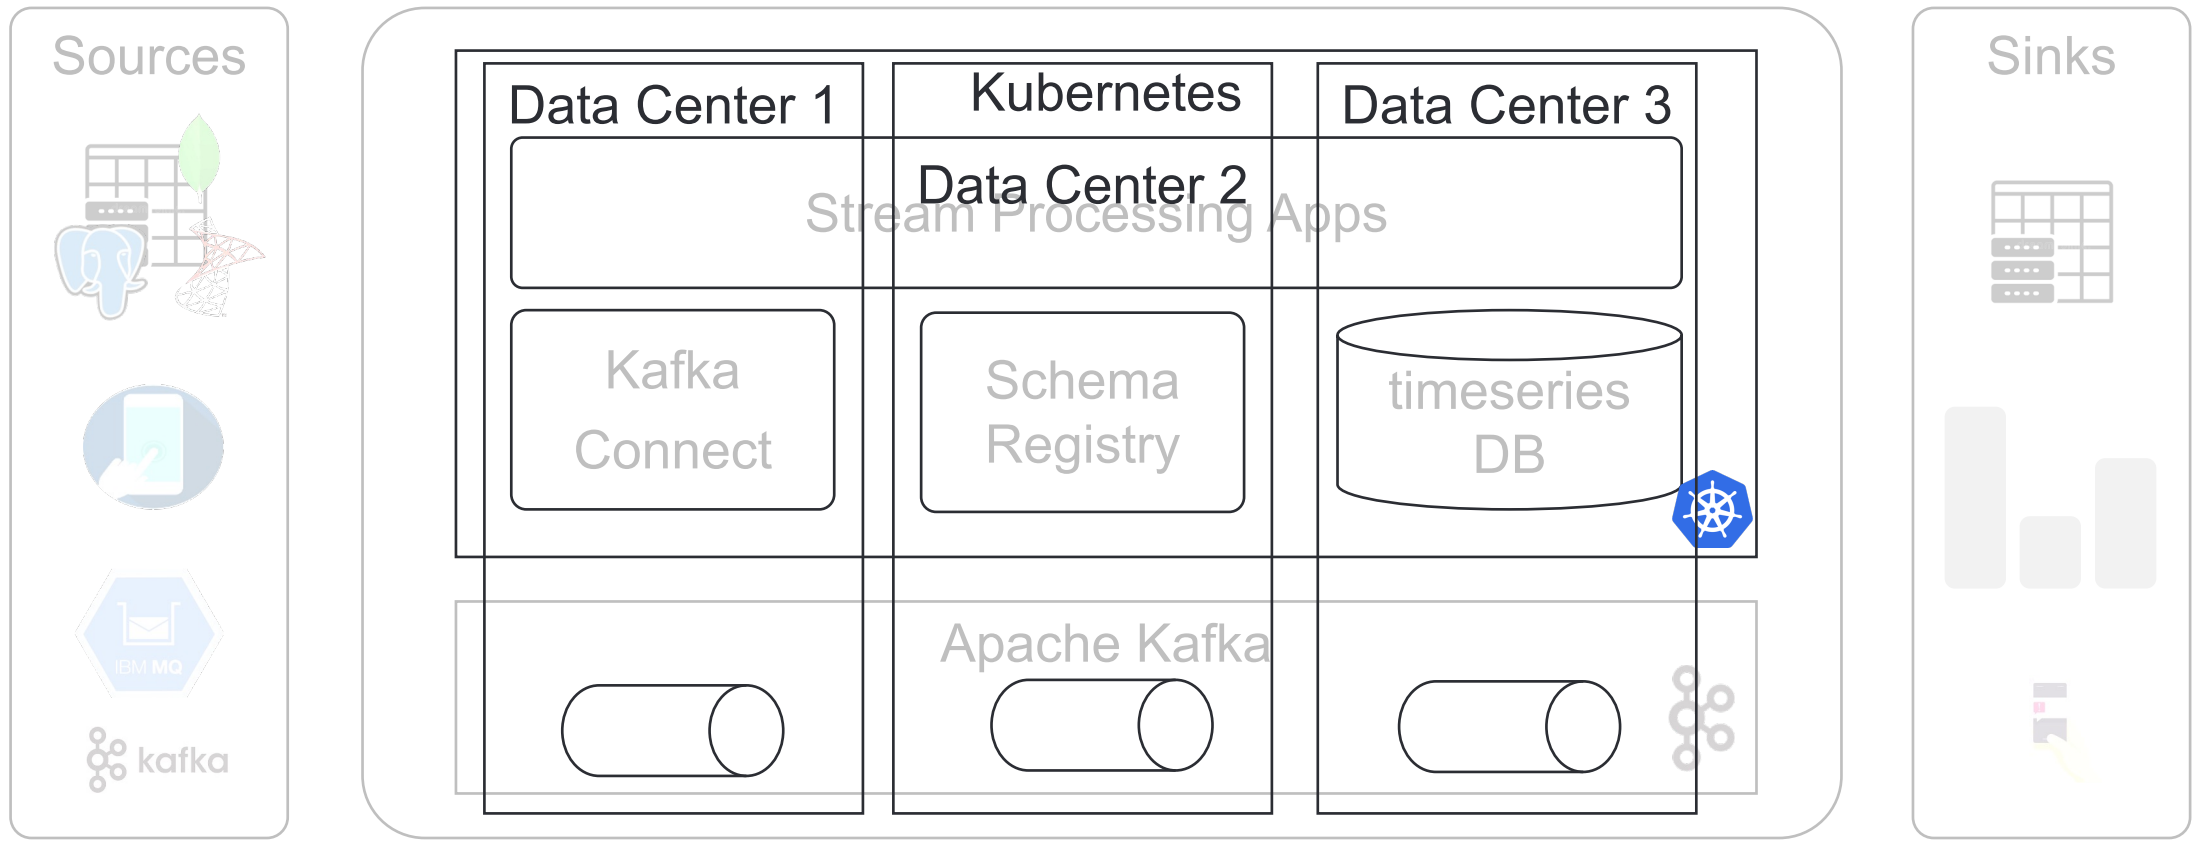 Sources
IBM MQ
kafka
Kubernetes
Data Center 1
Data Center 2
Data Center 3
Stream Processing Apps
Kafka
Connect
Schema
Registry
timeseries
DB
Apache Kafka
Sinks